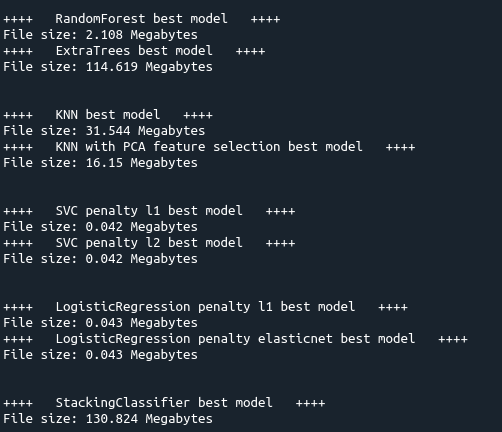 ++++   RandomForest best model   ++++
File size: 2.108 Megabytes
++++   ExtraTrees best model   ++++
File size: 114.619 Megabytes
++++   KNN best model   ++++
File size: 31.544 Megabytes
++++   KNN with PCA feature selection best model   ++++
File size: 16.15 Megabytes
++++   SVC penalty l1 best model   ++++
File size: 0.042 Megabytes
++++   SVC penalty l2 best model   ++++
File size: 0.042 Megabytes
++++   LogisticRegression penalty l1 best model   ++++
File size: 0.043 Megabytes
++++   LogisticRegression penalty elasticnet best model   ++++
File size: 0.043 Megabytes
++++   StackingClassifier best model   ++++
File size: 130.824 Megabytes